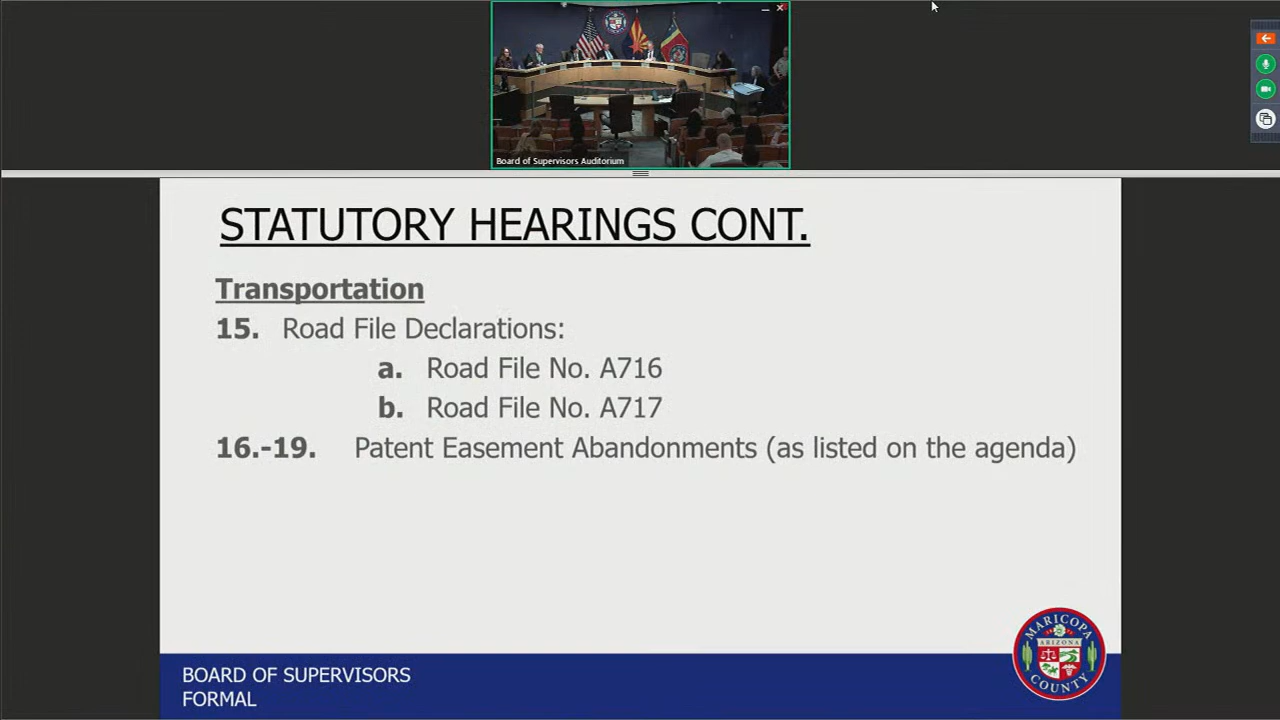 Board of Supervisors Auditorium
STATUTORY HEARINGS CONT.
Transportation
15. Road File Declarations:
a. Road File No. A716
b. Road File No. A717
16.-19. Patent Easement Abandonments (as listed on the agenda)
BOARD OF SUPERVISORS
FORMAL
MARICOPA
ARIZONA
COUNTY